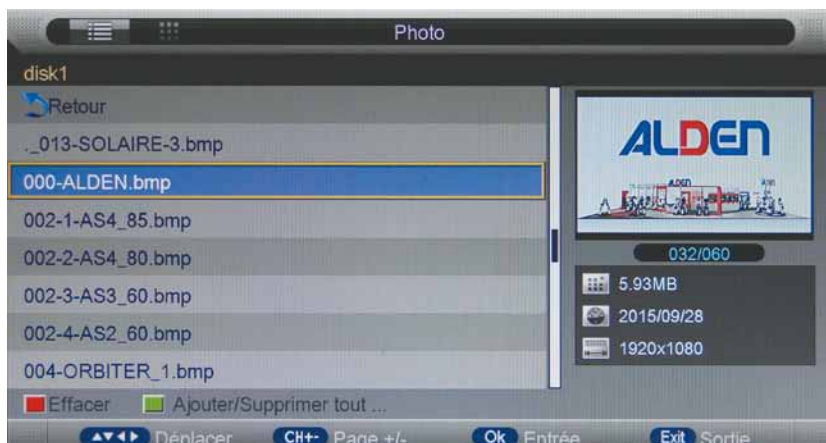 Photo
disk1
Retour
._013-SOLAIRE-3.bmp
000-ALDEN.bmp
002-1-AS4_85.bmp
002-2-AS4_80.bmp
002-3-AS3_60.bmp
002-4-AS2_60.bmp
004-ORBITER_1.bmp
ALDEN
ALDEN
032/060
5.93MB
2015/09/28
1920x1080
Effacer Ajouter/Supprimer tout ...
Déplacer CH+- Page +/- Ok Entrée Exit Sortie